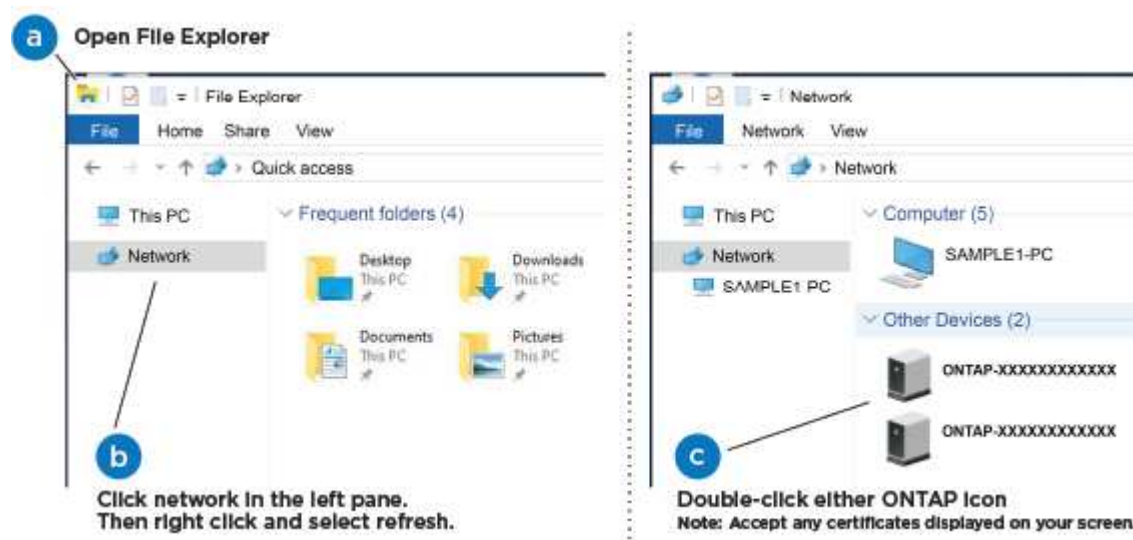 a Open File Explorer
File Explorer
File Home Share View
Quick access
This PC
Network
Frequent folders (4)
Desktop
This PC
Downloads
This PC
Documents
This PC
Pictures
This PC
b
Click network in the left pane.
Then right click and select refresh.
Network
File Network View
Network
This PC
Network
SAMPLE1 PC
Computer (5)
SAMPLE1-PC
Other Devices (2)
ONTAP-XXXXXXXXXXXX
ONTAP-XXXXXXXXXXXX
c
Double-click either ONTAP icon
Note: Accept any certificates displayed on your screen.